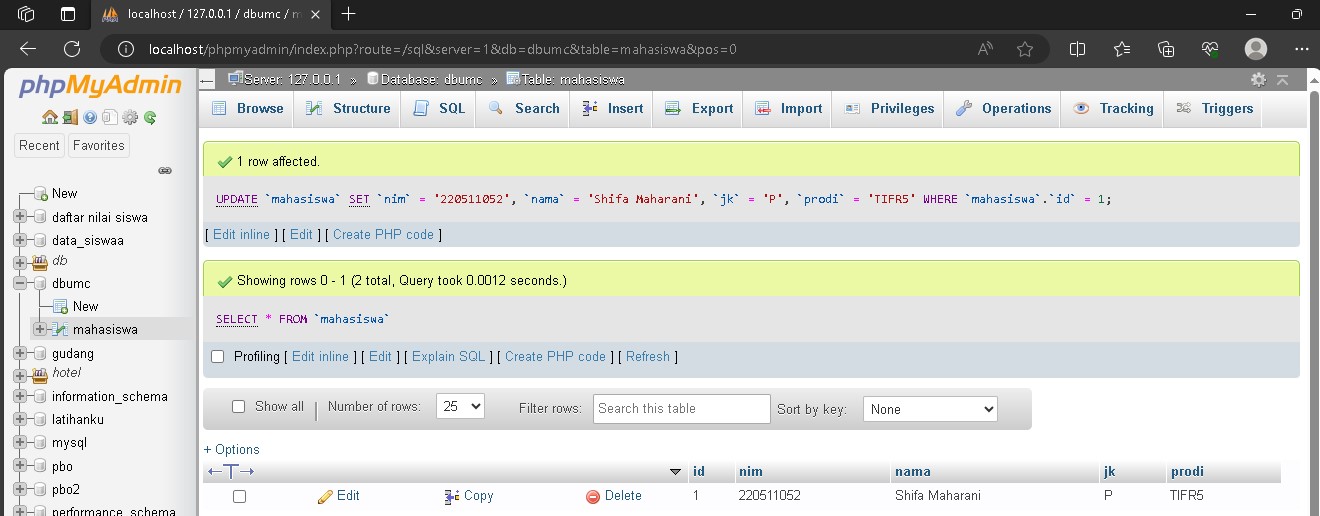 localhost / 127.0.0.1 / dbumc / m
localhost/phpmyadmin/index.php?route=/sql&server=1&db=dbumc&table=mahasiswa&pos=0
phpMyAdmin
Recent Favorites
New
daftar nilai siswa
data_siswaa
db
dbumc
New
mahasiswa
gudang
hotel
information_schema
latihanku
mysql
pbo
pbo2
performance_schema
Server: 127.0.0.1 » Database: dbumc » Table: mahasiswa
Browse Structure SQL Search Insert Export Import Privileges Operations Tracking Triggers
1 row affected.
UPDATE `mahasiswa` SET `nim` = '220511052', `nama` = 'Shifa Maharani', `jk` = 'P', `prodi` = 'TIFR5' WHERE `mahasiswa`.`id` = 1;
[ Edit inline ] [ Edit ] [ Create PHP code ]
Showing rows 0 - 1 (2 total, Query took 0.0012 seconds.)
SELECT * FROM `mahasiswa`
Profiling [ Edit inline ] [ Edit ] [ Explain SQL ] [ Create PHP code ] [ Refresh ]
Show all | Number of rows: 25 Filter rows: Search this table Sort by key: None
+ Options
←T→ id nim nama jk prodi
Edit Copy Delete 1 220511052 Shifa Maharani P TIFR5